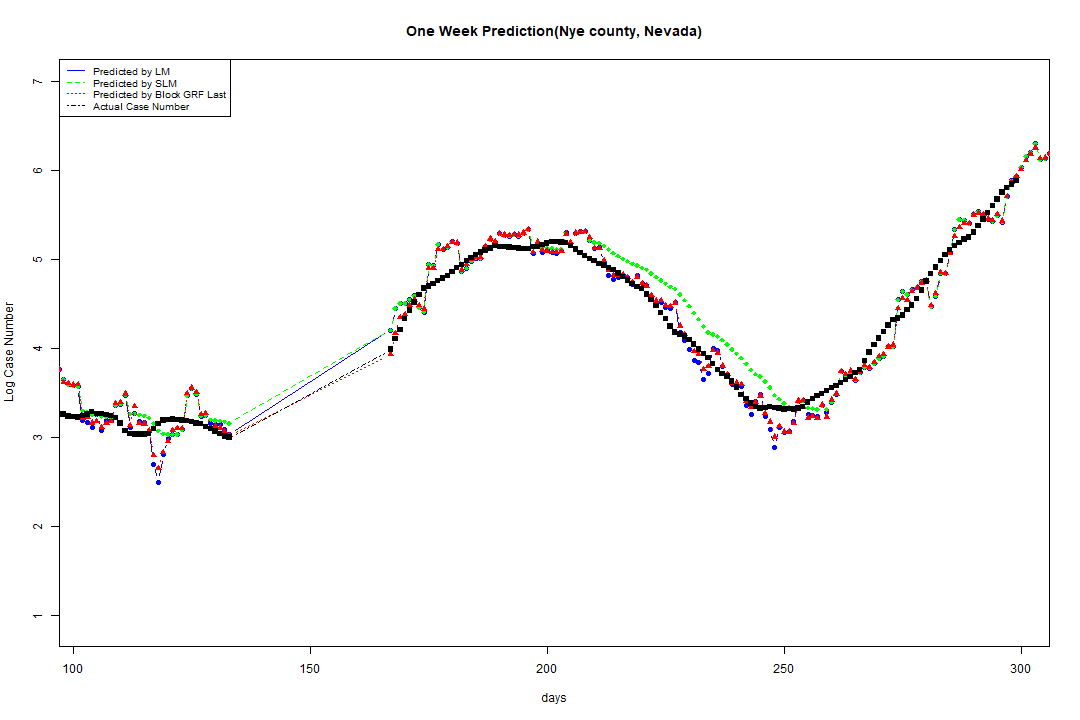 One Week Prediction(Nye county, Nevada)
Predicted by LM
Predicted by SLM
Predicted by Block GRF Last
Actual Case Number
7
6
5
4
3
2
1
Log Case Number
100 150 200 250 300
days